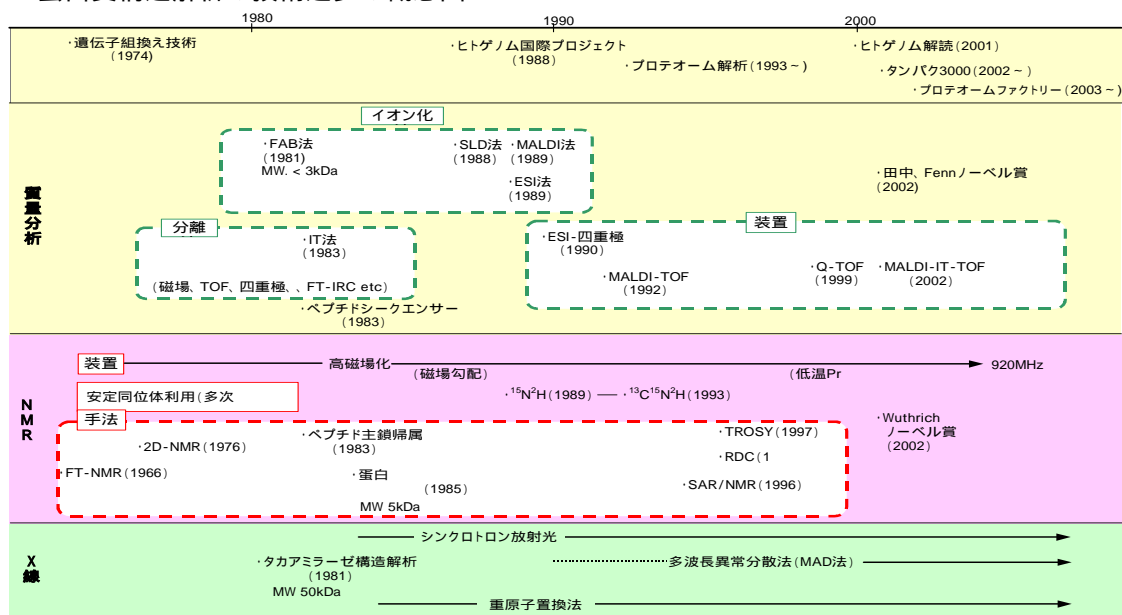 1980
1990
2000
・遺伝子組換え技術
(1974)
・ヒトゲノム国際プロジェクト
(1988)
・プロテオーム解析(1993～)
・ヒトゲノム解読(2001)
・タンパク3000(2002～)
・プロテオームファクトリー(2003～)
質量分析
イオン化
・FAB法
(1981)
MW. < 3kDa
・SLD法
(1988)
・MALDI法
(1989)
・ESI法
(1989)
・田中、Fennノーベル賞
(2002)
分離
・IT法
(1983)
(磁場、TOF、四重極、、FT-IRC etc)
・ペプチドシークエンサー
(1983)
装置
・ESI-四重極
(1990)
・MALDI-TOF
(1992)
・Q-TOF
(1999)
・MALDI-IT-TOF
(2002)
NMR
装置
高磁場化
(磁場勾配)
(低温Pr
920MHz
安定同位体利用(多次
・¹⁵N²H(1989) ― ・¹³C¹⁵N²H(1993)
手法
・2D-NMR(1976)
・FT-NMR(1966)
・ペプチド主鎖帰属
(1983)
・蛋白
(1985)
MW 5kDa
・TROSY(1997)
・RDC(1
・SAR/NMR(1996)
・Wuthrich
ノーベル賞
(2002)
X線
シンクロトロン放射光
・タカアミラーゼ構造解析
(1981)
MW 50kDa
多波長異常分散法(MAD法)
重原子置換法